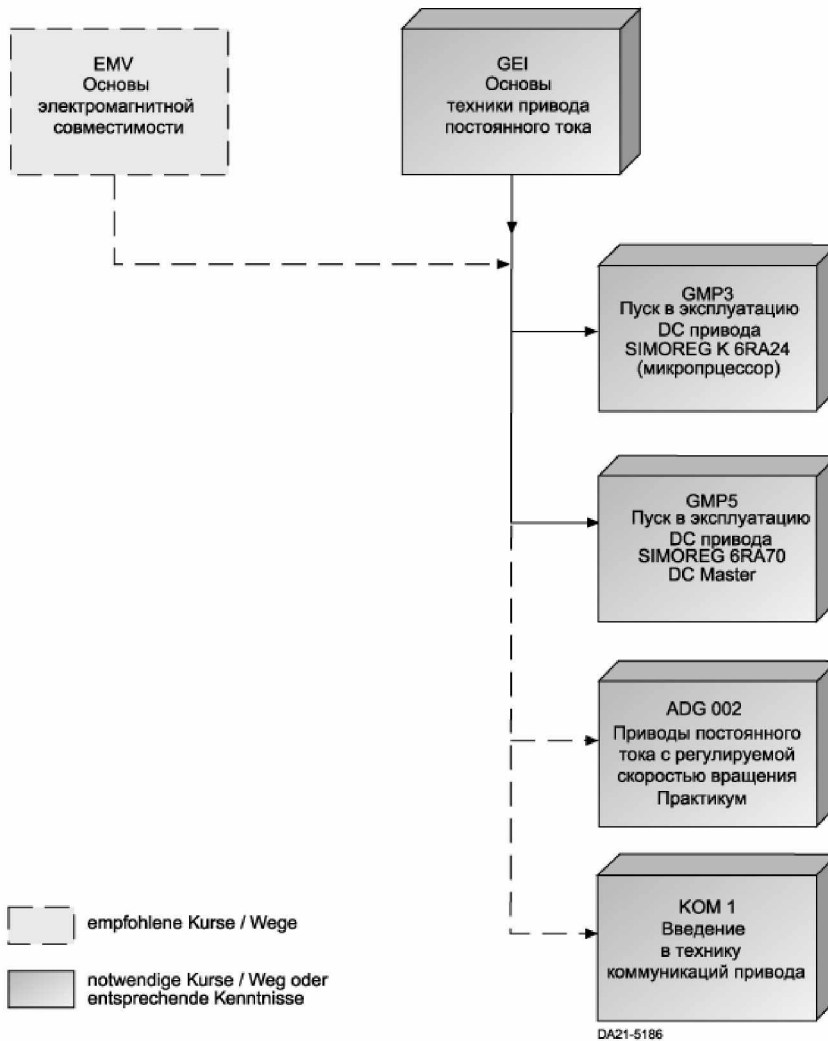 EMV
Основы
электромагнитной
совместимости
GEI
Основы
техники привода
постоянного тока
GMP3
Пуск в эксплуатацию
DC привода
SIMOREG K 6RA24
(микропрцессор)
GMP5
Пуск в эксплуатацию
DC привода
SIMOREG 6RA70
DC Master
ADG 002
Приводы постоянного
тока с регулируемой
скоростью вращения
Практикум
KOM 1
Введение
в технику
коммуникаций привода
empfohlene Kurse / Wege
notwendige Kurse / Weg oder
entsprechende Kenntnisse
DA21-5186